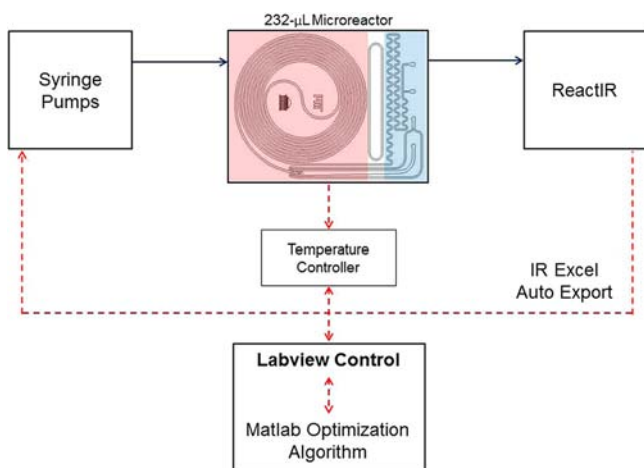 232-μL Microreactor
Syringe
Pumps
ReactIR
Temperature
Controller
IR Excel
Auto Export
Labview Control
Matlab Optimization
Algorithm